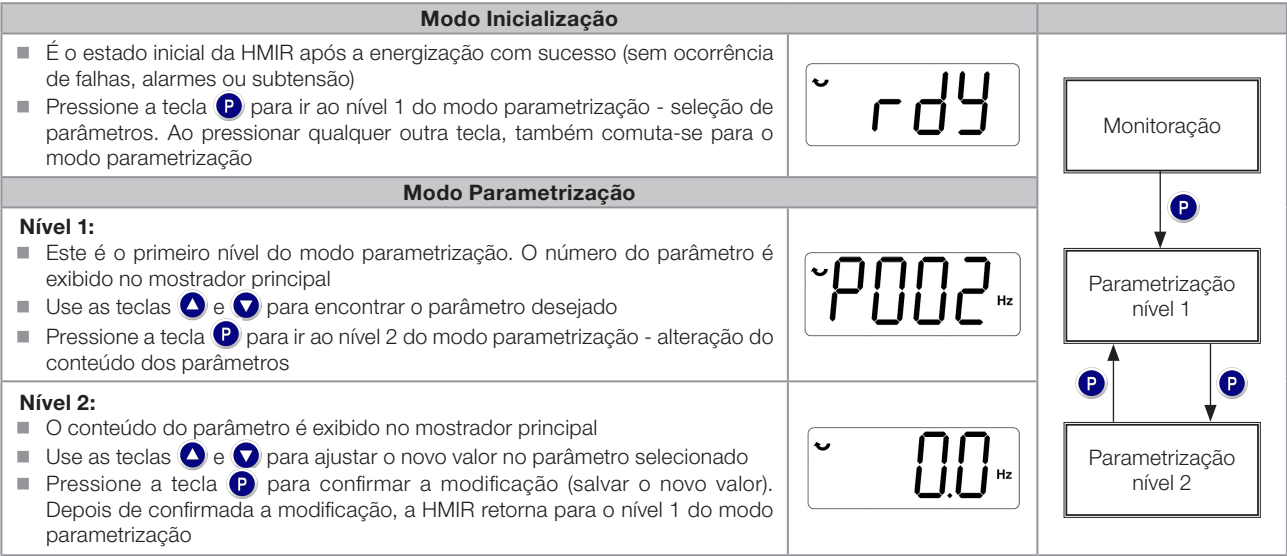 Modo Inicialização
■ É o estado inicial da HMIR após a energização com sucesso (sem ocorrência
de falhas, alarmes ou subtensão)
■ Pressione a tecla P para ir ao nível 1 do modo parametrização - seleção de
parâmetros. Ao pressionar qualquer outra tecla, também comuta-se para o
modo parametrização
rdy
Modo Parametrização
Nível 1:
■ Este é o primeiro nível do modo parametrização. O número do parâmetro é
exibido no mostrador principal
■ Use as teclas e para encontrar o parâmetro desejado
■ Pressione a tecla P para ir ao nível 2 do modo parametrização - alteração do
conteúdo dos parâmetros
P002 Hz
Nível 2:
■ O conteúdo do parâmetro é exibido no mostrador principal
■ Use as teclas e para ajustar o novo valor no parâmetro selecionado
■ Pressione a tecla P para confirmar a modificação (salvar o novo valor).
Depois de confirmada a modificação, a HMIR retorna para o nível 1 do modo
parametrização
0.0 Hz
Monitoração
P
Parametrização
nível 1
P
P
Parametrização
nível 2